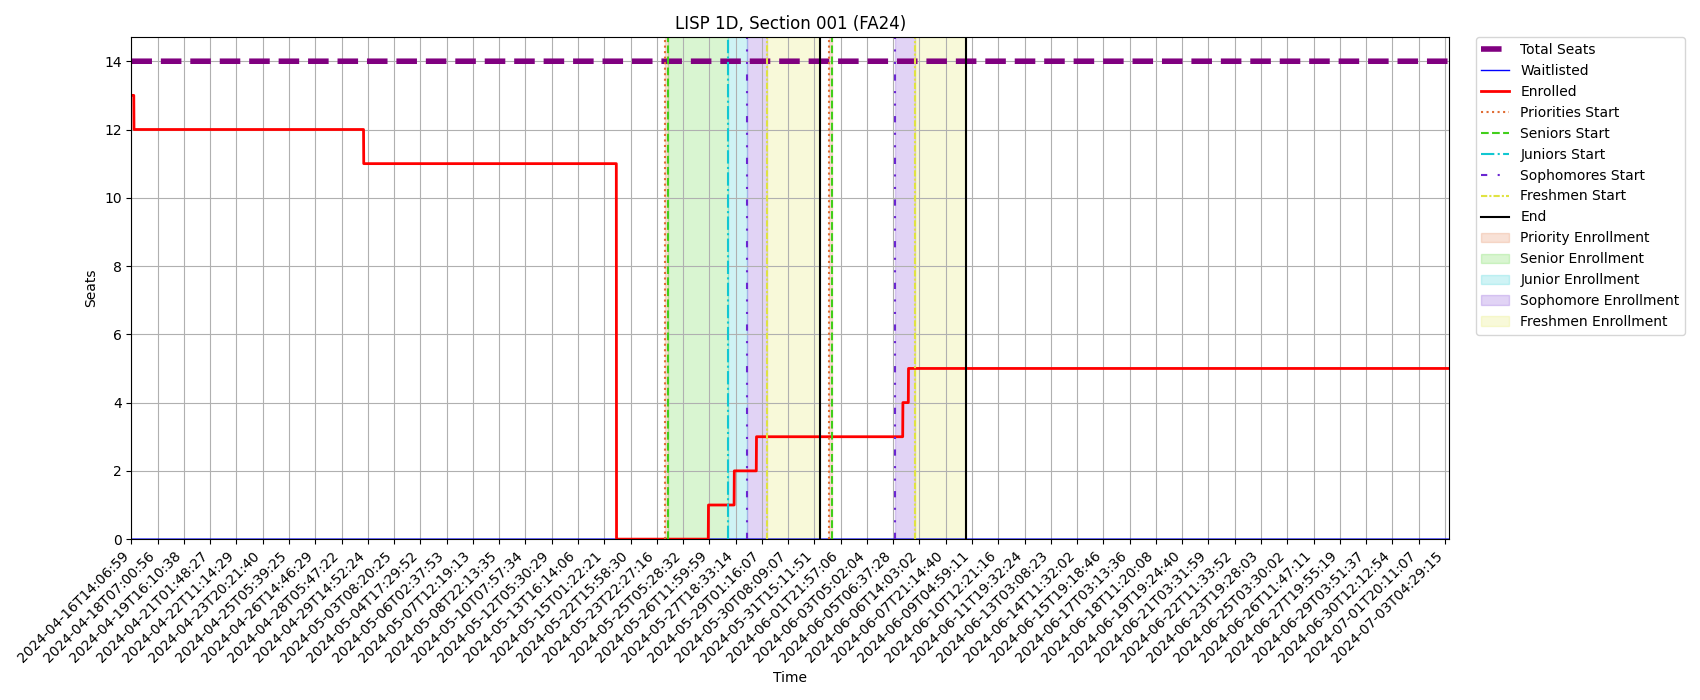 LISP 1D, Section 001 (FA24)
Seats
14
12
10
8
6
4
2
0
2024-04-16T14:06:59
2024-04-18T07:00:56
2024-04-19T16:10:38
2024-04-21T01:48:27
2024-04-22T11:14:29
2024-04-23T20:21:40
2024-04-25T05:39:25
2024-04-26T14:46:29
2024-04-28T05:47:22
2024-04-29T14:52:24
2024-05-03T08:20:25
2024-05-04T17:29:52
2024-05-06T02:37:53
2024-05-07T12:19:13
2024-05-08T22:13:35
2024-05-10T07:57:34
2024-05-12T05:30:29
2024-05-13T16:14:06
2024-05-15T01:22:21
2024-05-22T15:58:30
2024-05-23T22:27:16
2024-05-25T05:28:32
2024-05-26T11:59:59
2024-05-27T18:33:14
2024-05-29T01:16:07
2024-05-30T08:09:07
2024-05-31T15:11:51
2024-06-01T21:57:06
2024-06-03T05:02:04
2024-06-05T06:37:28
2024-06-06T14:03:02
2024-06-07T21:14:40
2024-06-09T04:59:11
2024-06-10T12:21:16
2024-06-11T19:32:24
2024-06-13T03:08:23
2024-06-14T11:32:02
2024-06-15T19:18:46
2024-06-17T03:13:36
2024-06-18T11:20:08
2024-06-19T19:24:40
2024-06-21T03:31:59
2024-06-22T11:33:52
2024-06-23T19:28:03
2024-06-25T03:30:02
2024-06-26T11:47:11
2024-06-27T19:55:19
2024-06-29T03:51:37
2024-06-30T12:12:54
2024-07-01T20:11:07
2024-07-03T04:29:15
Time
Total Seats
Waitlisted
Enrolled
Priorities Start
Seniors Start
Juniors Start
Sophomores Start
Freshmen Start
End
Priority Enrollment
Senior Enrollment
Junior Enrollment
Sophomore Enrollment
Freshmen Enrollment